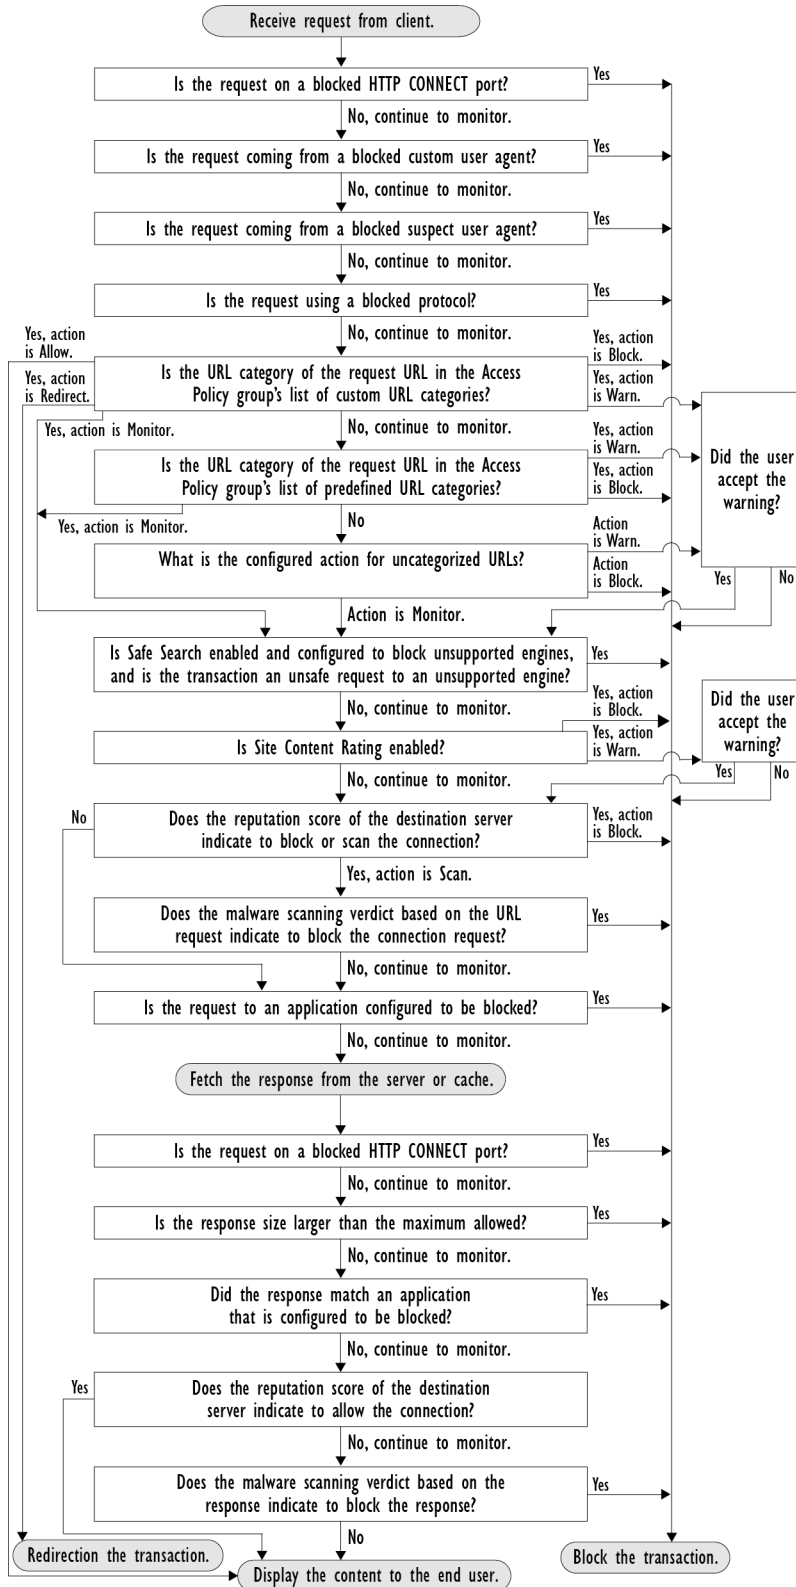 Receive request from client.
Is the request on a blocked HTTP CONNECT port?
Yes
No, continue to monitor.
Is the request coming from a blocked custom user agent?
Yes
No, continue to monitor.
Is the request coming from a blocked suspect user agent?
Yes
No, continue to monitor.
Is the request using a blocked protocol?
Yes
No, continue to monitor.
Yes, action
is Allow.
Yes, action
is Redirect.
Is the URL category of the request URL in the Access
Policy group's list of custom URL categories?
Yes, action
is Block.
Yes, action
is Warn.
Yes, action is Monitor.
No, continue to monitor.
Is the URL category of the request URL in the Access
Policy group's list of predefined URL categories?
Yes, action
is Warn.
Yes, action
is Block.
Did the user
accept the
warning?
Yes, action is Monitor.
No
What is the configured action for uncategorized URLs?
Action
is Warn.
Action
is Block.
Yes
No
Action is Monitor.
Is Safe Search enabled and configured to block unsupported engines,
and is the transaction an unsafe request to an unsupported engine?
Yes
No, continue to monitor.
Yes, action
is Block.
Is Site Content Rating enabled?
Yes, action
is Warn.
Did the user
accept the
warning?
Yes
No
No, continue to monitor.
No
Does the reputation score of the destination server
indicate to block or scan the connection?
Yes, action
is Block.
Yes, action is Scan.
Does the malware scanning verdict based on the URL
request indicate to block the connection request?
Yes
No, continue to monitor.
Is the request to an application configured to be blocked?
Yes
No, continue to monitor.
Fetch the response from the server or cache.
Is the request on a blocked HTTP CONNECT port?
Yes
No, continue to monitor.
Is the response size larger than the maximum allowed?
Yes
No, continue to monitor.
Did the response match an application
that is configured to be blocked?
Yes
No, continue to monitor.
Yes
Does the reputation score of the destination
server indicate to allow the connection?
No, continue to monitor.
Does the malware scanning verdict based on the
response indicate to block the response?
Yes
No
Redirection the transaction.
Display the content to the end user.
Block the transaction.